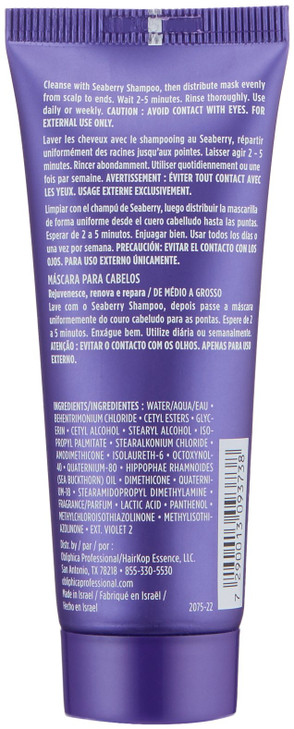 Cleanse with Seaberry Shampoo, then distribute mask evenly
from scalp to ends. Wait 2-5 minutes. Rinse thoroughly. Use
daily or weekly. CAUTION : AVOID CONTACT WITH EYES. FOR
EXTERNAL USE ONLY.
Laver les cheveux avec le shampooing au Seaberry, répartir
uniformément des racines jusqu'aux pointes. Laisser agir 2 – 5
minutes. Rincer abondamment. Utiliser quotidiennement ou une
fois par semaine. AVERTISSEMENT : ÉVITER TOUT CONTACT AVEC
LES YEUX. USAGE EXTERNE EXCLUSIVEMENT.
Limpiar con el champú de Seaberry, luego distribuir la mascarilla
de forma uniforme desde el cuero cabelludo hasta las puntas.
Esperar de 2 a 5 minutos. Enjuagar bien. Usar todos los días o
una vez por semana. PRECAUCIÓN: EVITAR EL CONTACTO CON LOS
OJOS. PARA USO EXTERNO ÚNICAMENTE.
MÁSCARA PARA CABELOS
Rejuvenesce, renova e repara / DE MÉDIO A GROSSO
Lave com o Seaberry Shampoo, depois passe a máscara
uniformemente do couro cabeludo para as pontas. Espere de 2
a 5 minutos. Enxágue bem. Utilize diária ou semanalmente.
ATENÇÃO : EVITAR O CONTATO COM OS OLHOS. APENAS PARA USO
EXTERNO.
INGREDIENTS/INGRÉDIENTS : WATER/AQUA/EAU •
BEHENTRIMONIUM CHLORIDE • CETYL ESTERS • GLYC-
ERIN • CETYL ALCOHOL • STEARYL ALCOHOL • ISO-
PROPYL PALMITATE • STEARALKONIUM CHLORIDE •
AMODIMETHICONE • ISOLAURETH-6 • OCTOXYNOL-
40 • QUATERNIUM-80 • HIPPOPHAE RHAMNOIDES
(SEA BUCKTHORN) OIL • DIMETHICONE • QUATERNI-
UM-18 • STEARAMIDOPROPYL DIMETHYLAMINE •
FRAGRANCE/PARFUM • LACTIC ACID • PANTHENOL •
METHYLCHLOROISOTHIAZOLINONE • METHYLISOTHI-
AZOLINONE • EXT. VIOLET 2
Distr. by / par / por
Oblphica Professional/HairKop Essence, LLC.
San Antonio, TX 78218 • 855-330-5530
oblphicaprofessional.com
Made in Israel / Fabriqué en Israël /
Hecho en Israel
2075-22
7 290013 093738